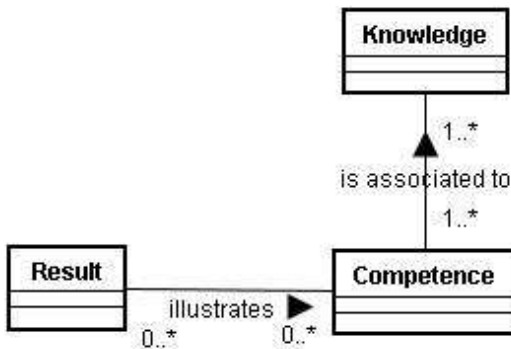 Knowledge
1..*
is associated to
1..*
Result
Competence
illustrates
0..*
0..*